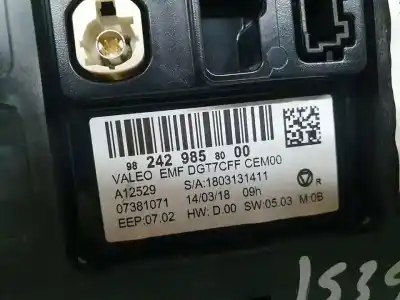 98 242 985 80 00
VALEO EMF DGT7CFF CEM00
A12529 S/A:1803131411
07381071 14/03/18 09h R
EEP:07.02 HW: D.00 SW:05.03 M:0B